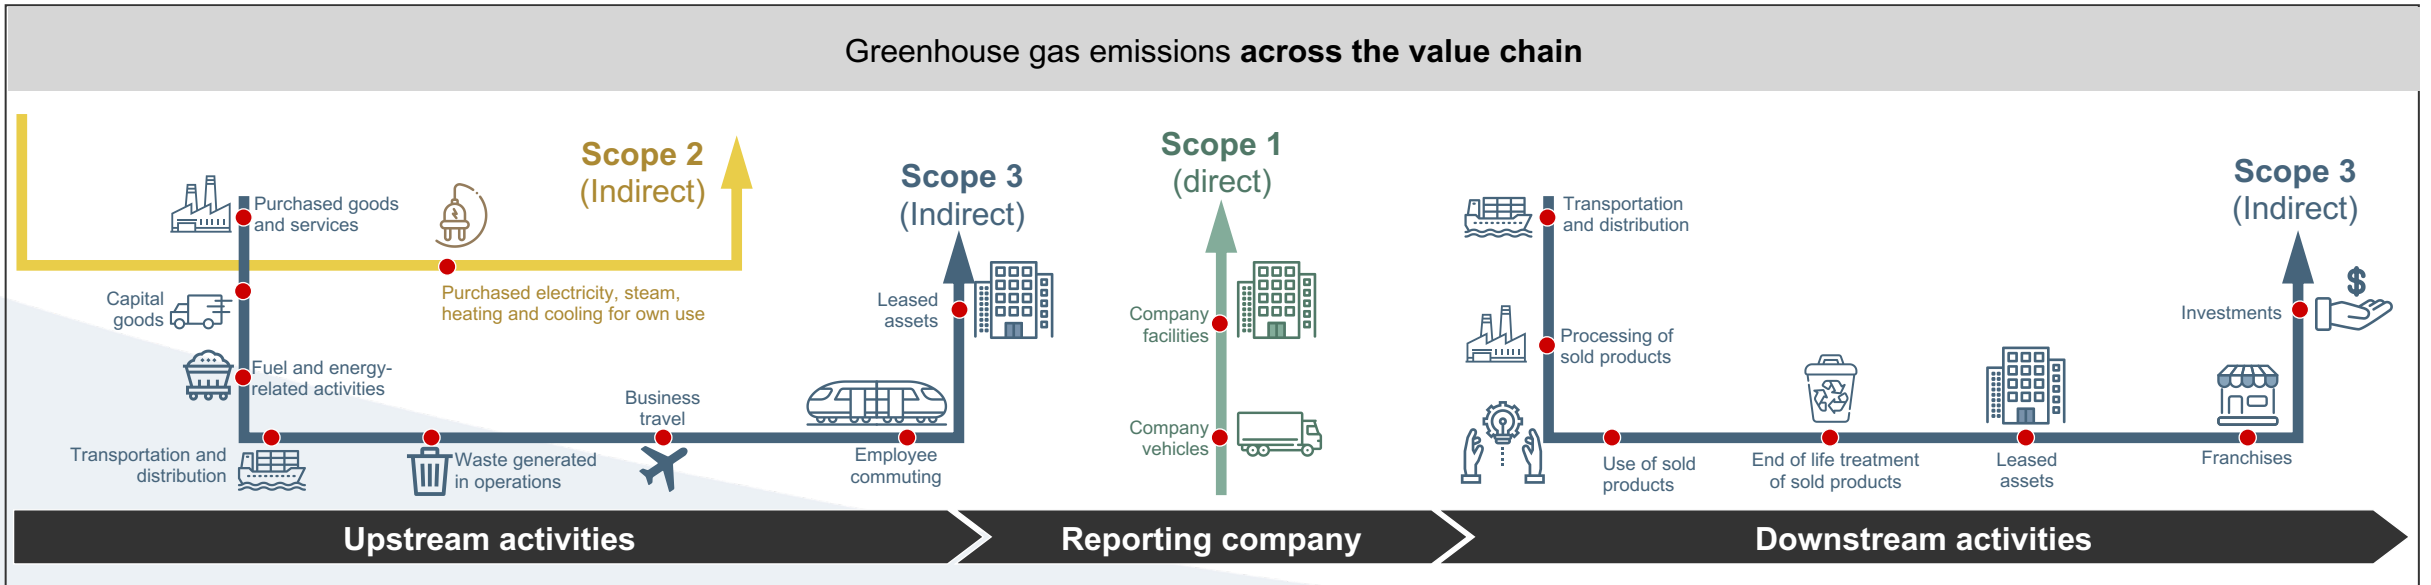 Greenhouse gas emissions across the value chain
Scope 2
(Indirect)
Purchased goods
and services
Purchased electricity, steam,
heating and cooling for own use
Capital
goods
Fuel and energy-
related activities
Transportation and
distribution
Waste generated
in operations
Business
travel
Employee
commuting
Leased
assets
Scope 3
(Indirect)
Scope 1
(direct)
Company
facilities
Company
vehicles
Transportation
and distribution
Processing of
sold products
Use of sold
products
End of life treatment
of sold products
Leased
assets
Franchises
Investments
$
Scope 3
(Indirect)
Upstream activities
Reporting company
Downstream activities